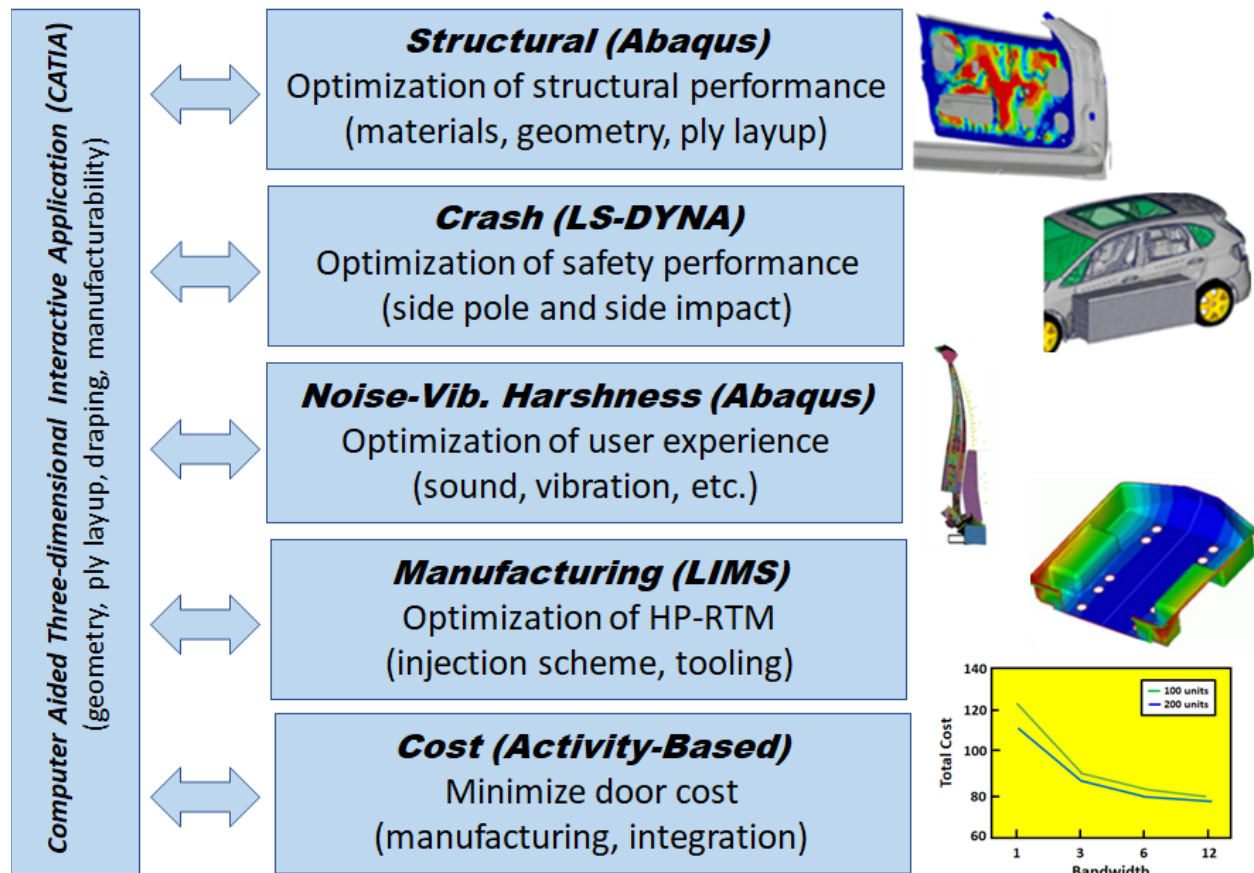 Computer Aided Three-dimensional Interactive Application (CATIA)
(geometry, ply layup, draping, manufacturability)
Structural (Abaqus)
Optimization of structural performance
(materials, geometry, ply layup)
Crash (LS-DYNA)
Optimization of safety performance
(side pole and side impact)
Noise-Vib. Harshness (Abaqus)
Optimization of user experience
(sound, vibration, etc.)
Manufacturing (LIMS)
Optimization of HP-RTM
(injection scheme, tooling)
Cost (Activity-Based)
Minimize door cost
(manufacturing, integration)
Total Cost
140
120
100
80
60
100 units
200 units
1 3 6 12
Bandwidth